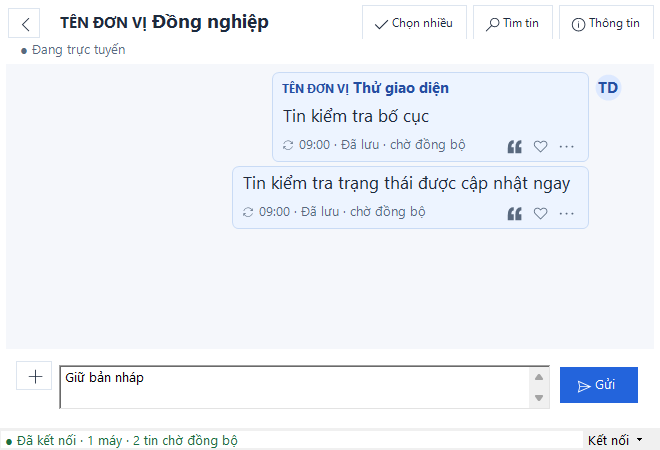 TÊN ĐƠN VỊ Đồng nghiệp
Chọn nhiều
Tìm tin
Thông tin
● Đang trực tuyến
TÊN ĐƠN VỊ Thử giao diện
TD
Tin kiểm tra bố cục
09:00 · Đã lưu · chờ đồng bộ
Tin kiểm tra trạng thái được cập nhật ngay
09:00 · Đã lưu · chờ đồng bộ
Giữ bản nháp
Gửi
● Đã kết nối · 1 máy · 2 tin chờ đồng bộ
Kết nối